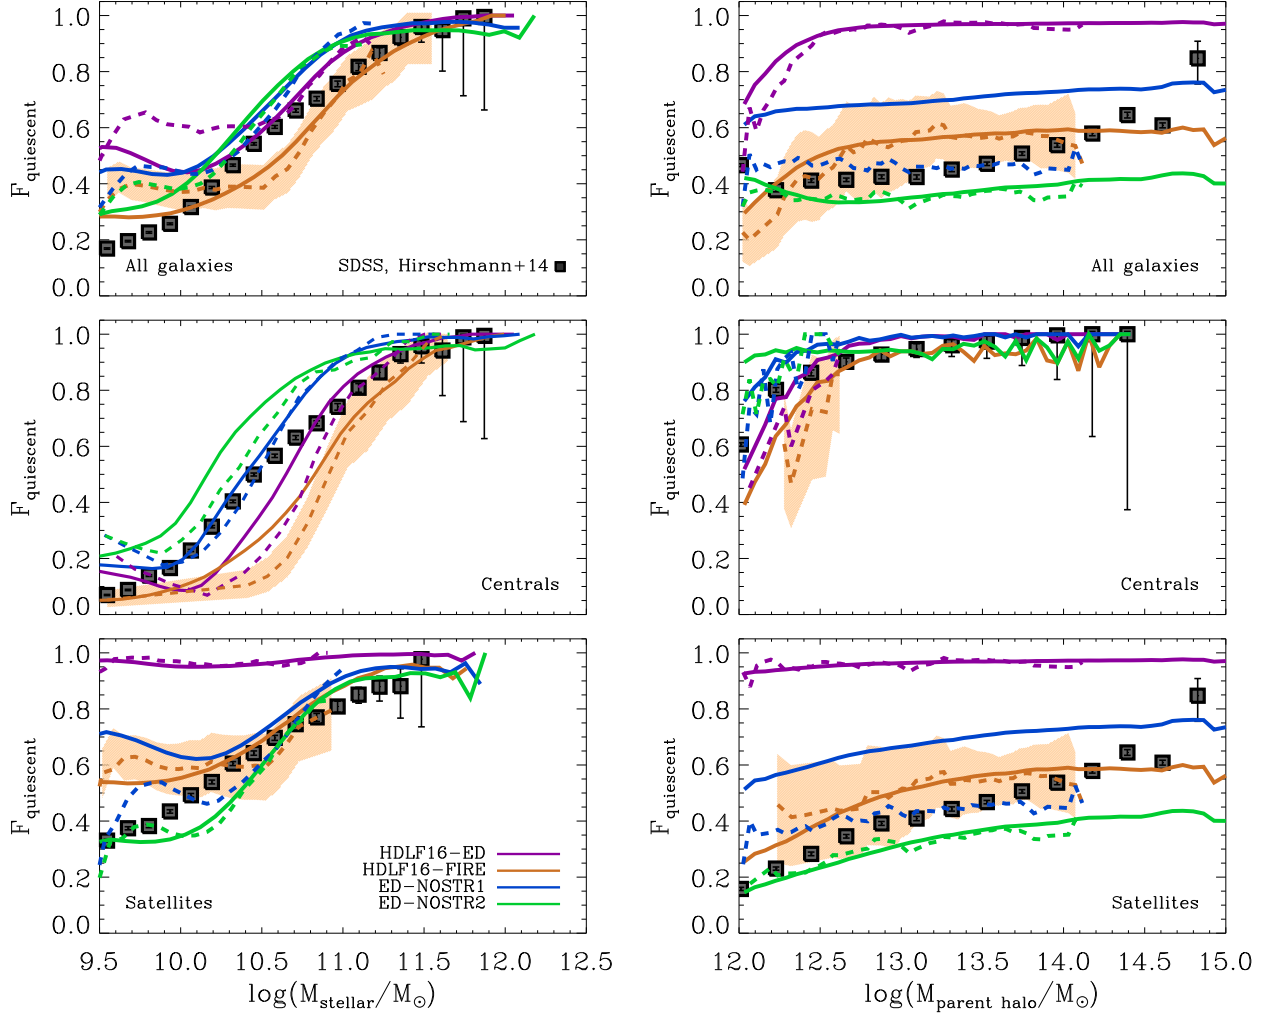 1.0
0.8
0.6
0.4
0.2
0.0
F_quiescent
All galaxies
SDSS, Hirschmann+14
1.0
0.8
0.6
0.4
0.2
0.0
F_quiescent
All galaxies
1.0
0.8
0.6
0.4
0.2
0.0
F_quiescent
Centrals
1.0
0.8
0.6
0.4
0.2
0.0
F_quiescent
Centrals
1.0
0.8
0.6
0.4
0.2
0.0
F_quiescent
HDLF16-ED
HDLF16-FIRE
ED-NOSTR1
ED-NOSTR2
Satellites
9.5 10.0 10.5 11.0 11.5 12.0 12.5
log(M_stellar/M_⊙)
1.0
0.8
0.6
0.4
0.2
0.0
F_quiescent
Satellites
12.0 12.5 13.0 13.5 14.0 14.5 15.0
log(M_parent halo/M_⊙)